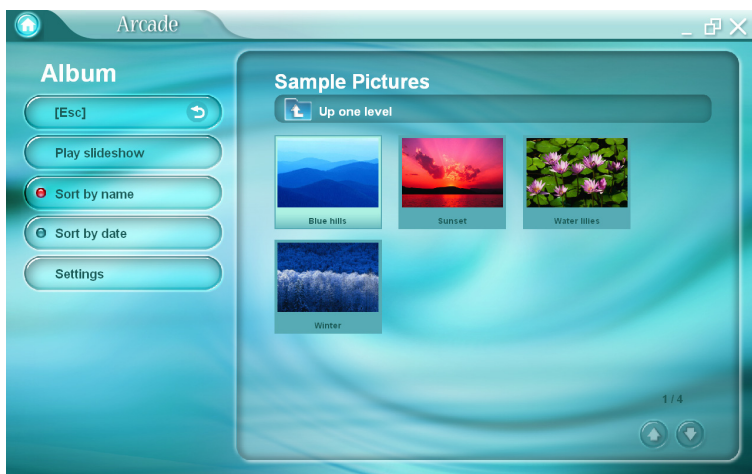 Arcade
Album
[Esc]
Play slideshow
Sort by name
Sort by date
Settings
Sample Pictures
Up one level
Blue hills
Sunset
Water lilies
Winter
1 / 4